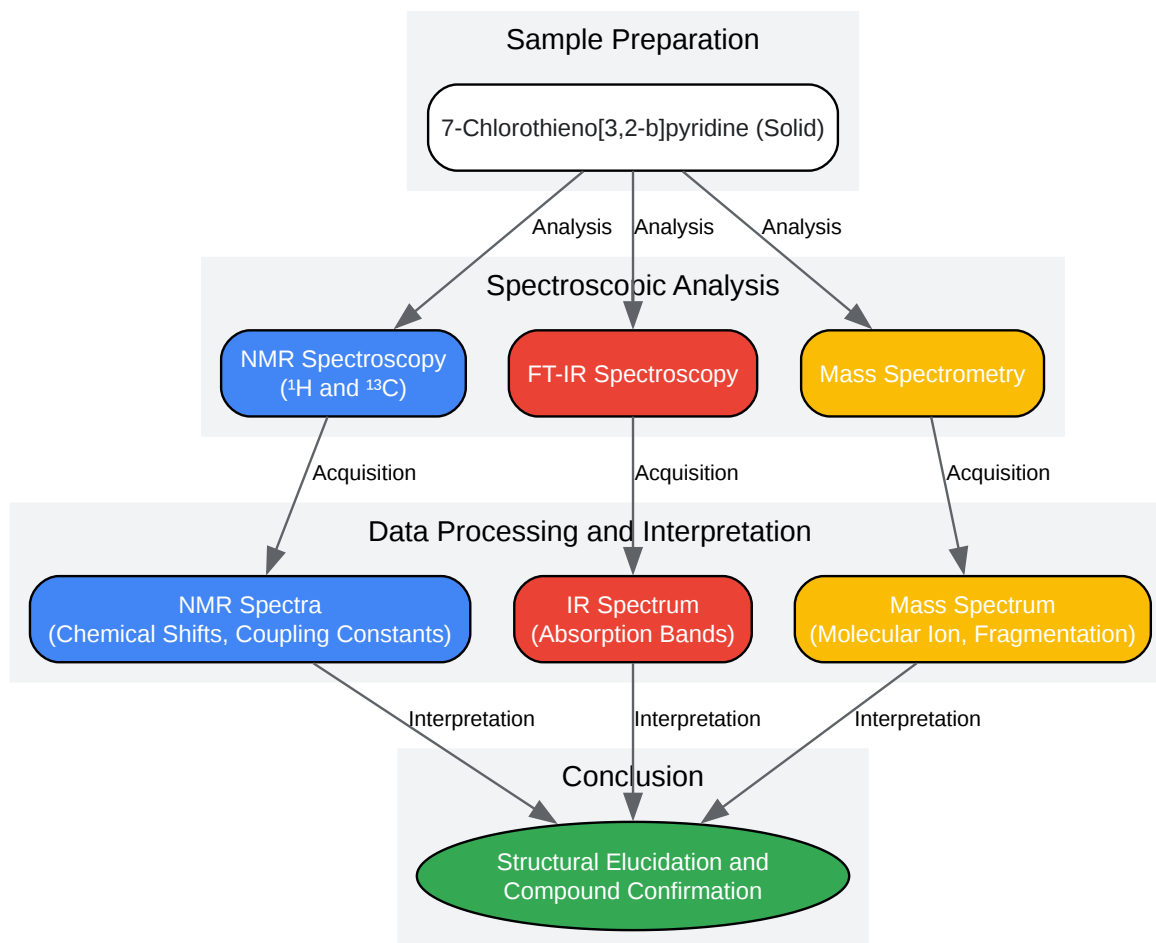 Sample Preparation
7-Chlorothieno[3,2-b]pyridine (Solid)
Analysis
Analysis
Analysis
Spectroscopic Analysis
NMR Spectroscopy
(¹H and ¹³C)
FT-IR Spectroscopy
Mass Spectrometry
Acquisition
Acquisition
Acquisition
Data Processing and Interpretation
NMR Spectra
(Chemical Shifts, Coupling Constants)
IR Spectrum
(Absorption Bands)
Mass Spectrum
(Molecular Ion, Fragmentation)
Interpretation
Interpretation
Interpretation
Conclusion
Structural Elucidation and
Compound Confirmation